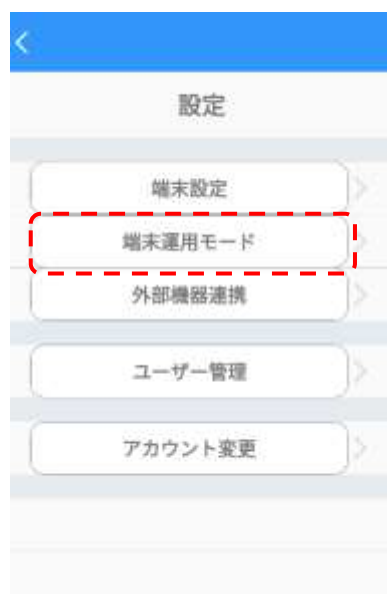 設定
端末設定
端末運用モード
外部機器連携
ユーザー管理
アカウント変更